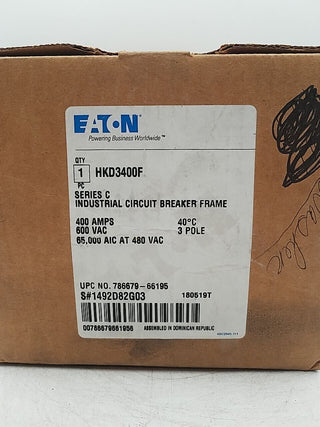 EATON
Powering Business Worldwide™
QTY
1 HKD3400F
PC
SERIES C
INDUSTRIAL CIRCUIT BREAKER FRAME
400 AMPS 40°C
600 VAC 3 POLE
65,000 AIC AT 480 VAC
UPC NO. 786679-66195
S#1492D82G03 180519T
00786679661956 ASSEMBLED IN DOMINICAN REPUBLIC